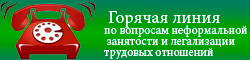 Горячая линия
по вопросам неформальной
занятости и легализации
трудовых отношений